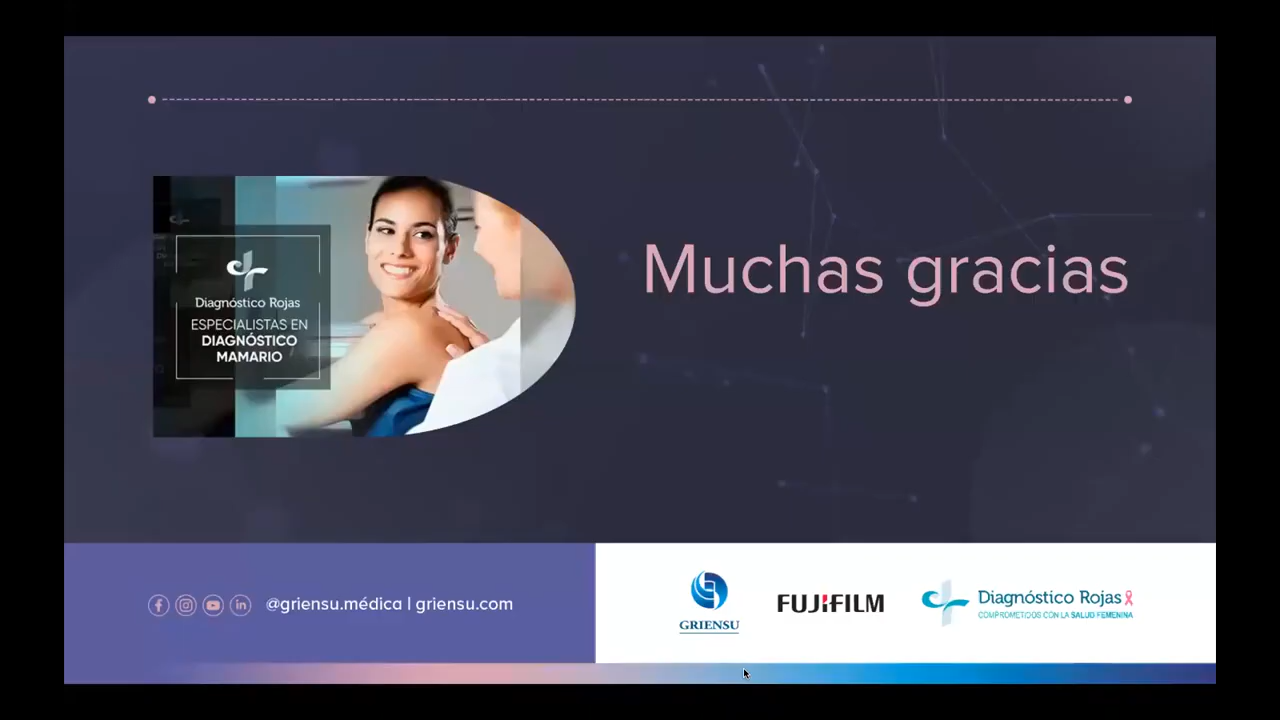 Muchas gracias
Diagnóstico Rojas
ESPECIALISTAS EN
DIAGNÓSTICO
MAMARIO
@griensu.médica | griensu.com
GRIENSU
FUJIFILM
Diagnóstico Rojas
COMPROMETIDOS CON LA SALUD FEMENINA